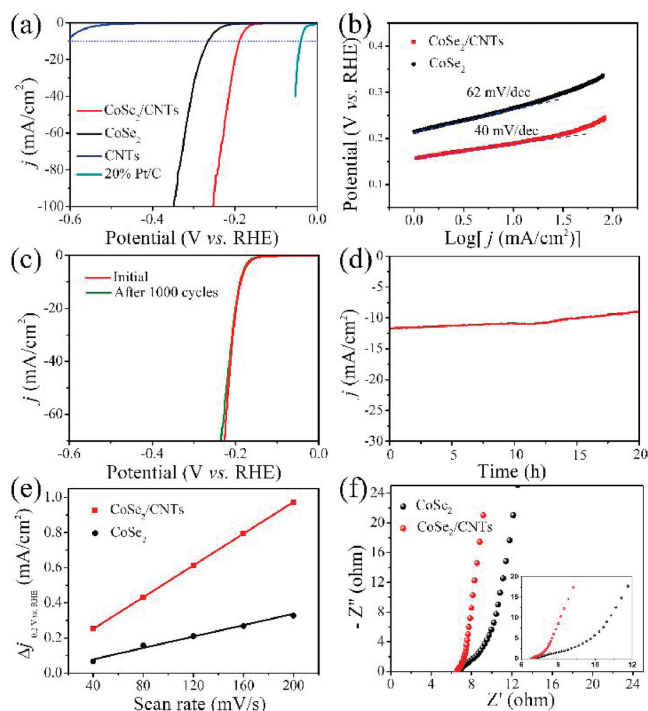 (a)
0
-20
-40
-60
-80
-100
j (mA/cm²)
CoSe₂/CNTs
CoSe₂
CNTs
20% Pt/C
-0.6
-0.4
-0.2
0.0
Potential (V vs. RHE)
(b)
0.4
0.3
0.2
0.1
Potential (V vs. RHE)
CoSe₂/CNTs
CoSe₂
62 mV/dec
40 mV/dec
0.0
0.5
1.0
1.5
2.0
Log[ j (mA/cm²)]
(c)
0
-20
-40
-60
j (mA/cm²)
Initial
After 1000 cycles
-0.6
-0.4
-0.2
0.0
Potential (V vs. RHE)
(d)
0
-5
-10
-15
-20
-25
-30
j (mA/cm²)
0
5
10
15
20
Time (h)
(e)
1.0
0.8
0.6
0.4
0.2
0.0
Δj 0.2 V vs. RHE (mA/cm²)
CoSe₂/CNTs
CoSe₂
40
80
120
160
200
Scan rate (mV/s)
(f)
24
20
16
12
8
4
0
- Z" (ohm)
CoSe₂
CoSe₂/CNTs
20
15
10
5
0
6
8
10
12
0
4
8
12
16
20
24
Z' (ohm)